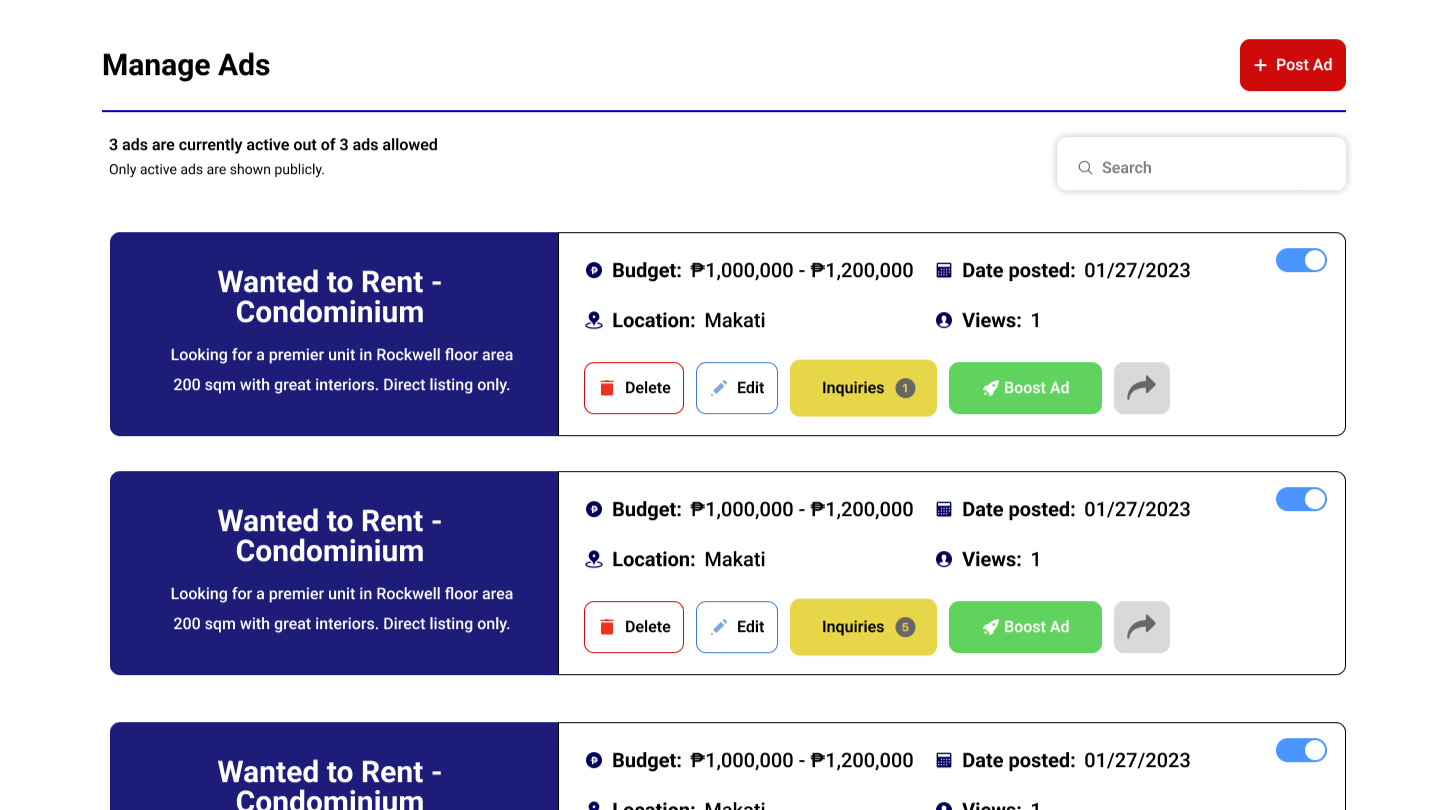 Manage Ads
+ Post Ad
3 ads are currently active out of 3 ads allowed
Only active ads are shown publicly.
Search
Wanted to Rent -
Condominium
Looking for a premier unit in Rockwell floor area
200 sqm with great interiors. Direct listing only.
Budget: ₱1,000,000 - ₱1,200,000
Date posted: 01/27/2023
Location: Makati
Views: 1
Delete
Edit
Inquiries 1
Boost Ad
Wanted to Rent -
Condominium
Looking for a premier unit in Rockwell floor area
200 sqm with great interiors. Direct listing only.
Budget: ₱1,000,000 - ₱1,200,000
Date posted: 01/27/2023
Location: Makati
Views: 1
Delete
Edit
Inquiries 5
Boost Ad
Wanted to Rent -
Condominium
Budget: ₱1,000,000 - ₱1,200,000
Date posted: 01/27/2023
Location: Makati
Views: 1